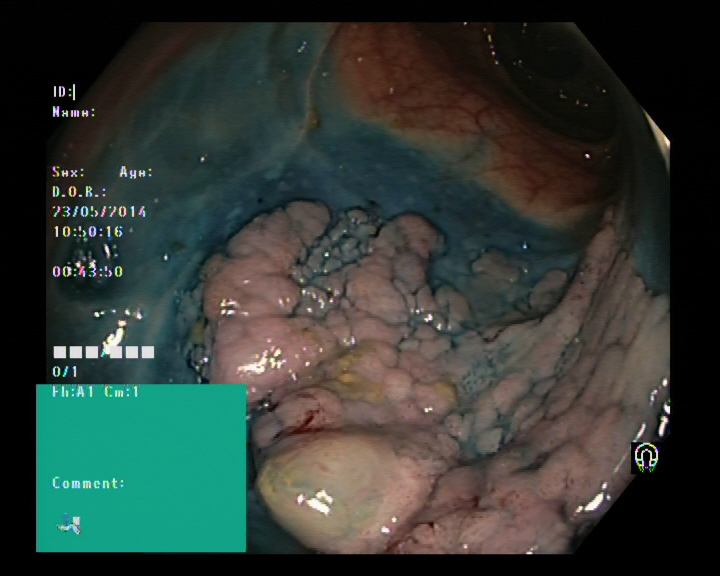 ID:
Name:
Sex: Age:
D.O.B.:
23/05/2014
10:50:16
00:43:50
0/1
Eh:A1 Cm:1
Comment: